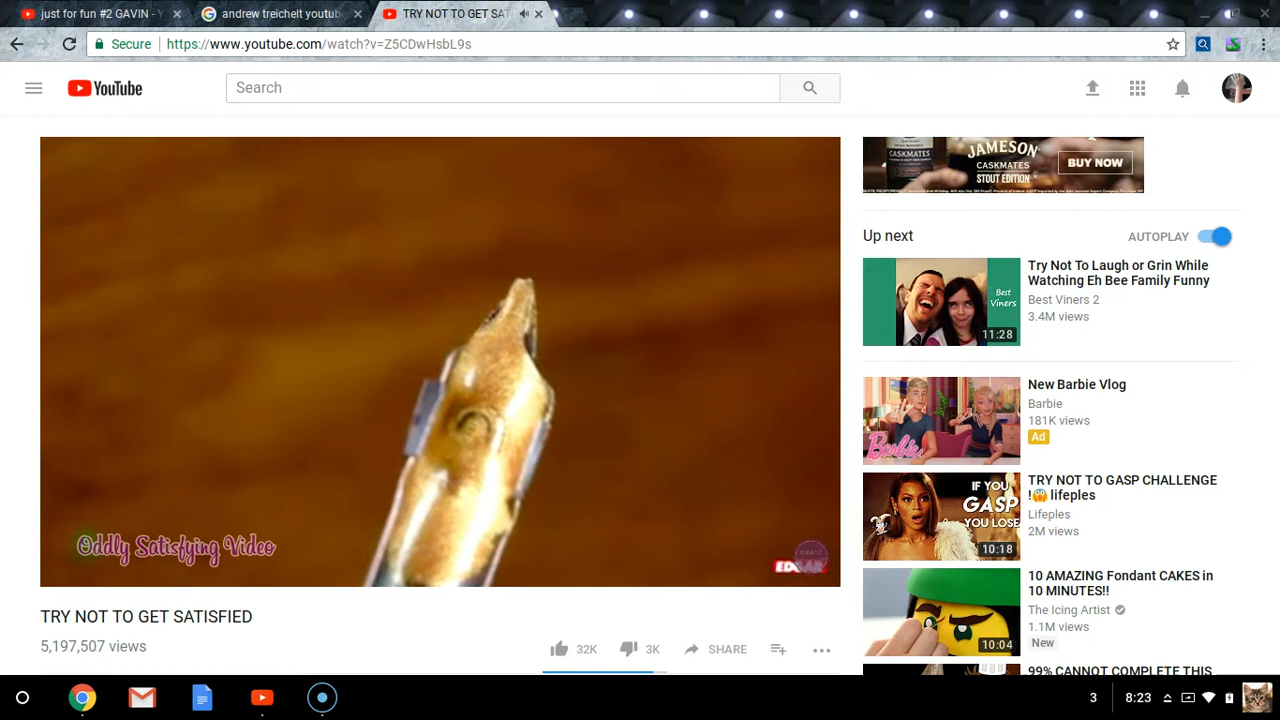 just for fun #2 GAVIN - Y
andrew treichelt youtub
TRY NOT TO GET SAT
Secure
https://www.youtube.com/watch?v=Z5CDwHsbL9s
YouTube
Search
JAMESON
CASKMATES
STOUT EDITION
BUY NOW
Up next
AUTOPLAY
Try Not To Laugh or Grin While
Watching Eh Bee Family Funny
Best Viners 2
3.4M views
Best
Viners
11:28
New Barbie Vlog
Barbie
181K views
Ad
Barbie
TRY NOT TO GASP CHALLENGE
!😱 lifeples
Lifeples
2M views
IF YOU
GASP
YOU LOSE
10:18
10 AMAZING Fondant CAKES in
10 MINUTES!!
The Icing Artist
1.1M views
New
10:04
99% CANNOT COMPLETE THIS
Oddly Satisfying Video
TRY NOT TO GET SATISFIED
5,197,507 views
32K
3K
SHARE
3
8:23